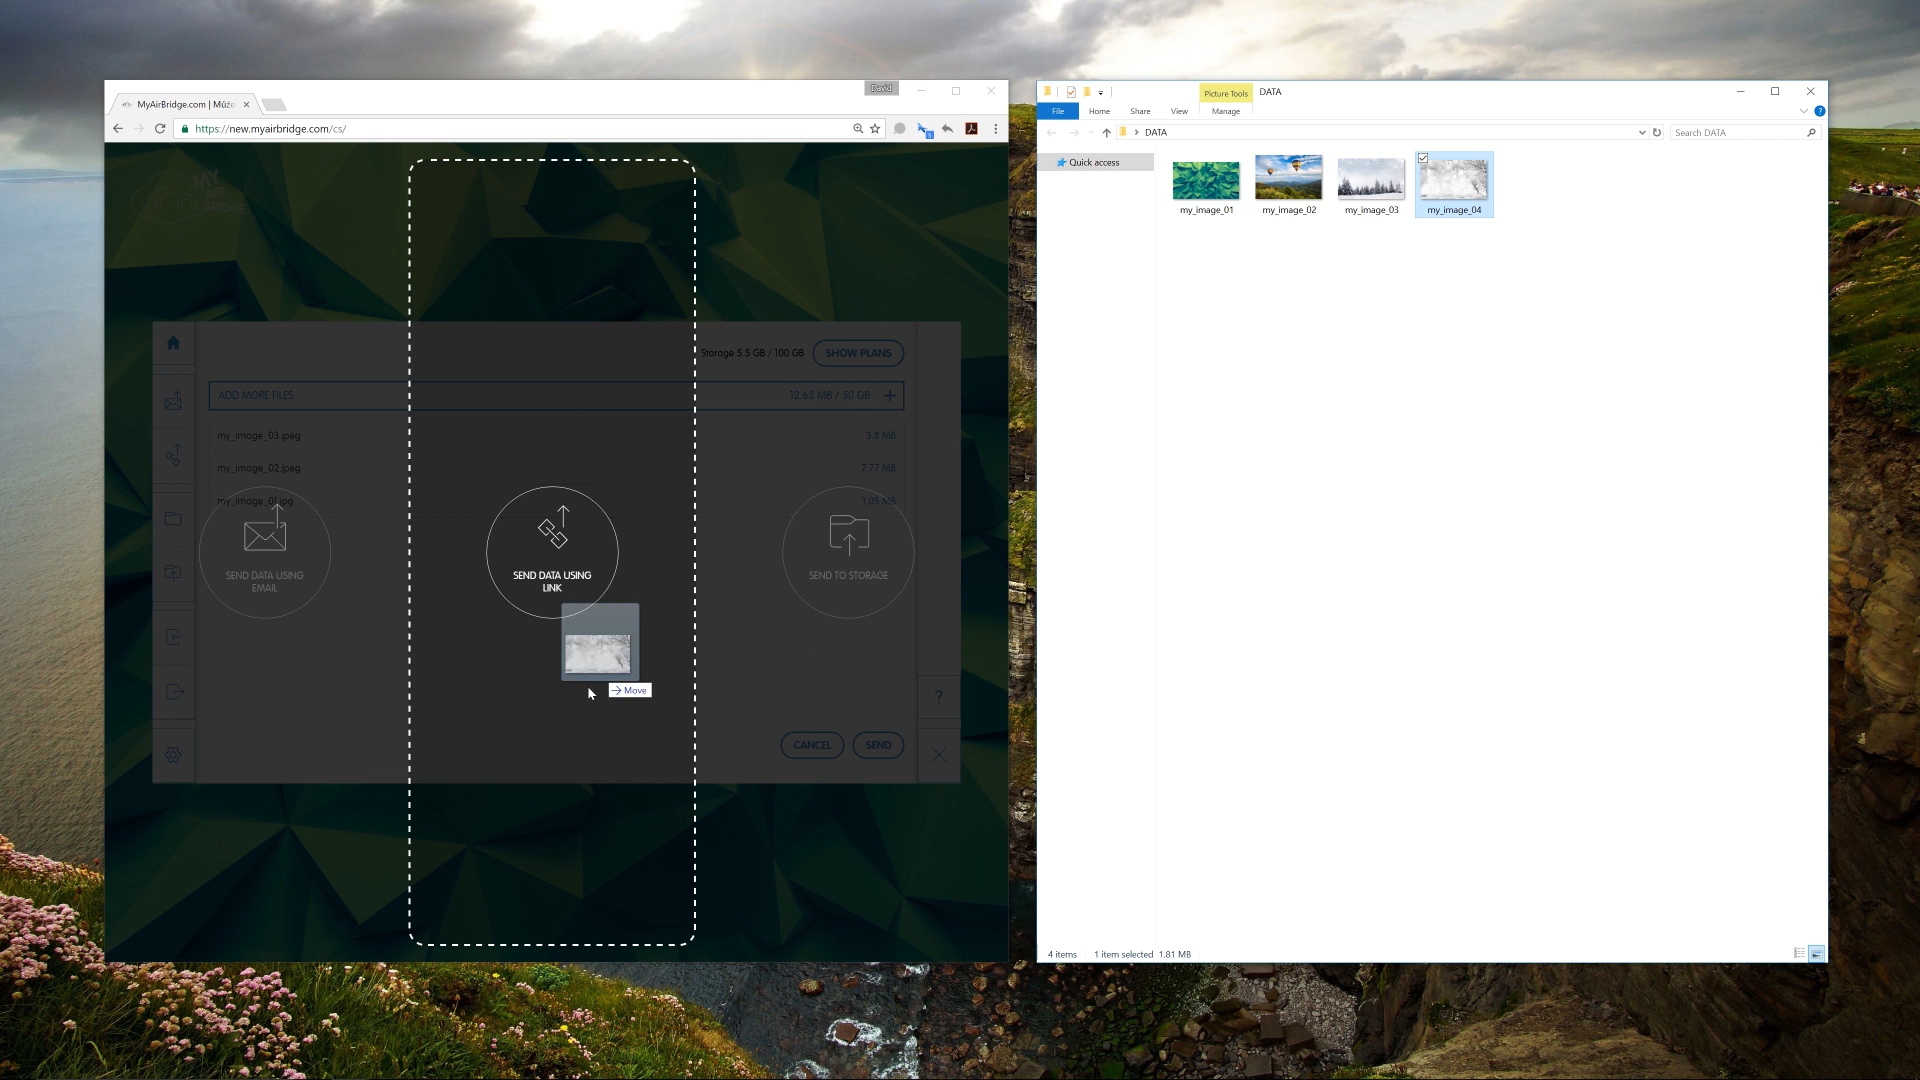 David
MyAirBridge.com | Může
https://new.myairbridge.com/cs/
MY
AIR
BRIDGE
Storage 5.5 GB / 100 GB
SHOW PLANS
ADD MORE FILES
12.63 MB / 50 GB
my_image_03.jpeg
3.6 MB
my_image_02.jpeg
7.77 MB
my_image_01.jpg
1.05 MB
SEND DATA USING
EMAIL
SEND DATA USING
LINK
SEND TO STORAGE
Move
?
CANCEL
SEND
Picture Tools
DATA
File
Home
Share
View
Manage
?
DATA
Search DATA
Quick access
my_image_01
my_image_02
my_image_03
my_image_04
4 items
1 item selected 1.81 MB